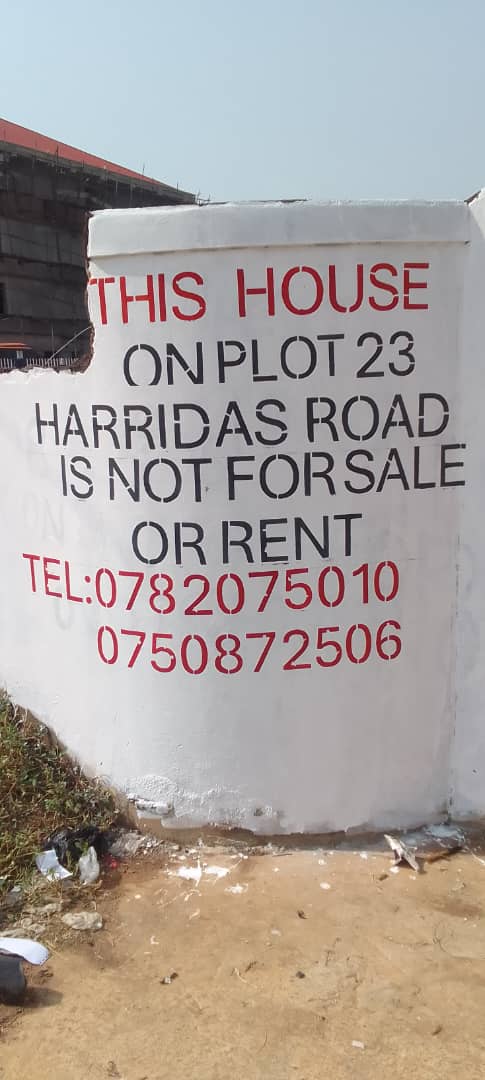 THIS HOUSE
ON PLOT 23
HARRIDAS ROAD
IS NOT FOR SALE
OR RENT
TEL:0782075010
0750872506